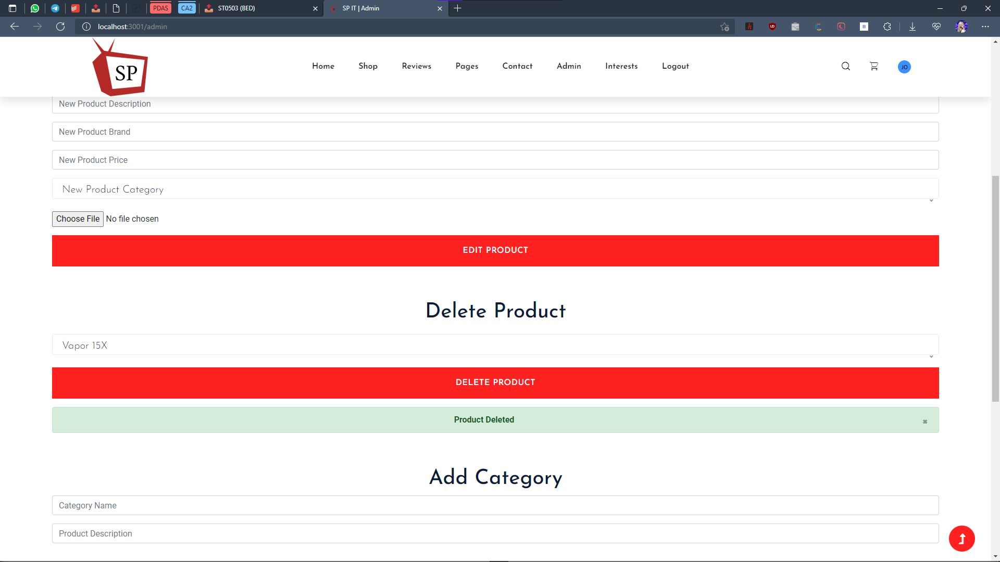 PDAS
CA2
ST0503 (BED)
SP IT | Admin
localhost:3001/admin
SP
Home
Shop
Reviews
Pages
Contact
Admin
Interests
Logout
JO
New Product Description
New Product Brand
New Product Price
New Product Category
Choose File No file chosen
EDIT PRODUCT
Delete Product
Vapor 15X
DELETE PRODUCT
Product Deleted
Add Category
Category Name
Product Description